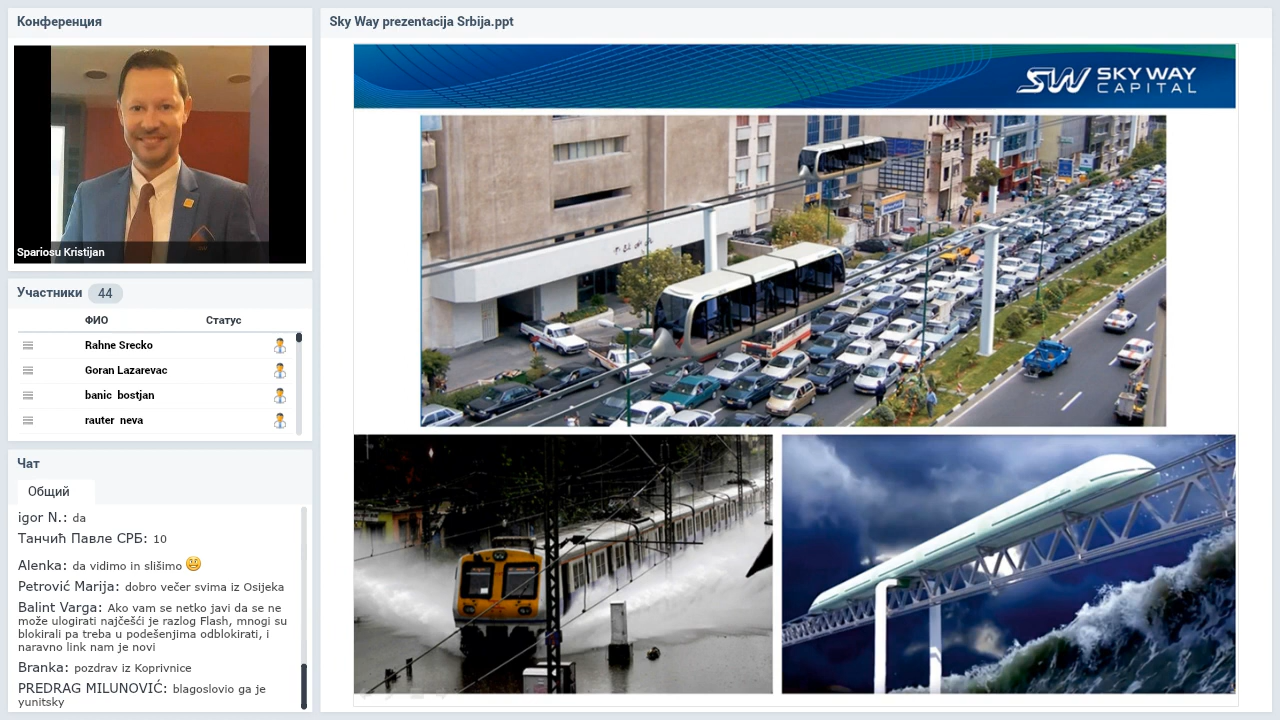 Конференция
Spariosu Kristijan
Участники 44
ФИО Статус
Rahne Srecko
Goran Lazarevac
banic bostjan
rauter neva
Чат
Общий
igor N.: da
Танчић Павле СРБ: 10
Alenka: da vidimo in slišimo
Petrović Marija: dobro večer svima iz Osijeka
Balint Varga: Ako vam se netko javi da se ne
može ulogirati najčešći je razlog Flash, mnogi su
blokirali pa treba u podešenjima odblokirati, i
naravno link nam je novi
Branka: pozdrav iz Koprivnice
PREDRAG MILUNOVIĆ: blagoslovio ga je
yunitsky
Sky Way prezentacija Srbija.ppt
SW SKY WAY
CAPITAL